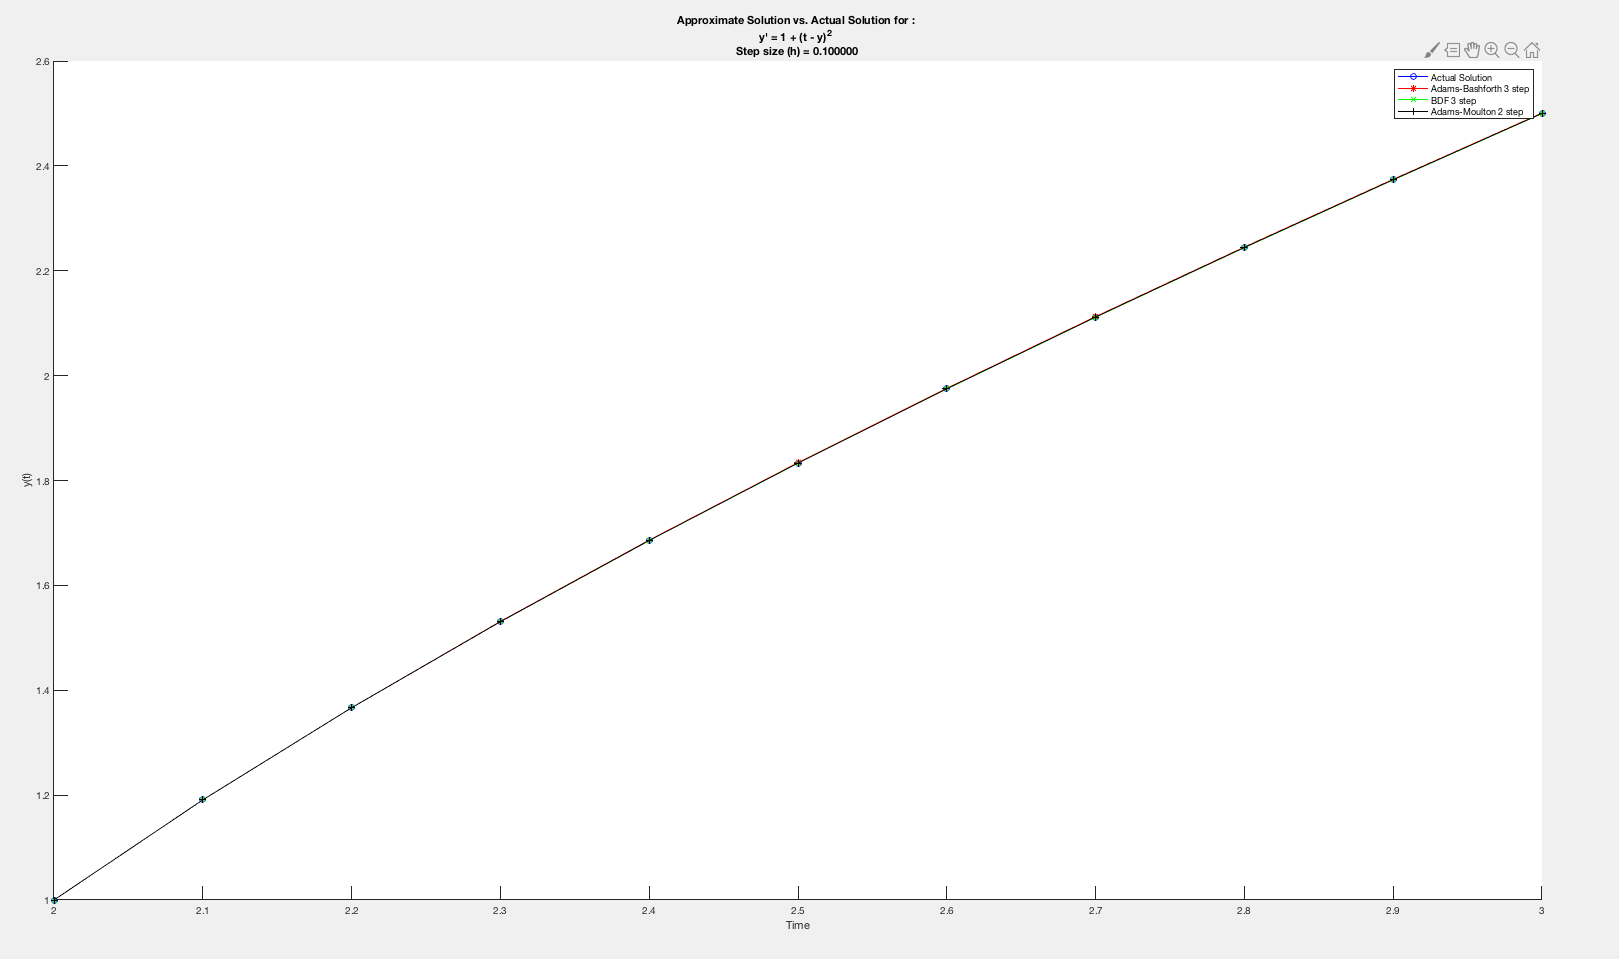 Approximate Solution vs. Actual Solution for :
y' = 1 + (t - y)^2
Step size (h) = 0.100000
Actual Solution
Adams-Bashforth 3 step
BDF 3 step
Adams-Moulton 2 step
2.6
2.4
2.2
2
1.8
1.6
1.4
1.2
1
y(t)
2 2.1 2.2 2.3 2.4 2.5 2.6 2.7 2.8 2.9 3
Time